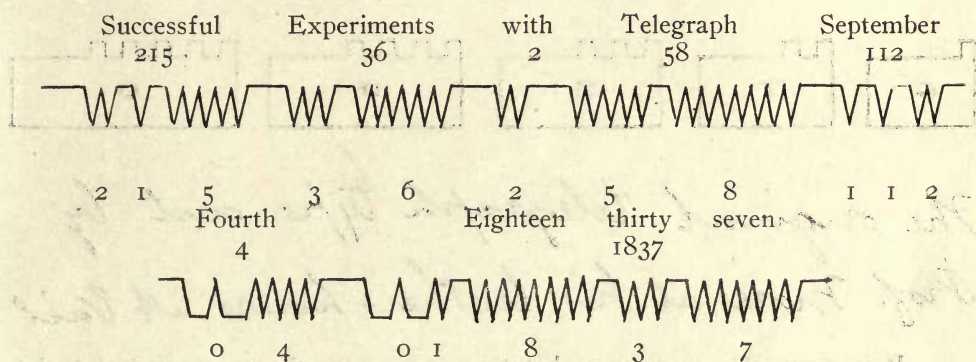 Successful Experiments with Telegraph September
215 36 2 58 112
2 1 5 3 6 2 5 8 1 1 2
Fourth Eighteen thirty seven
4 1837
0 4 0 1 8 3 7